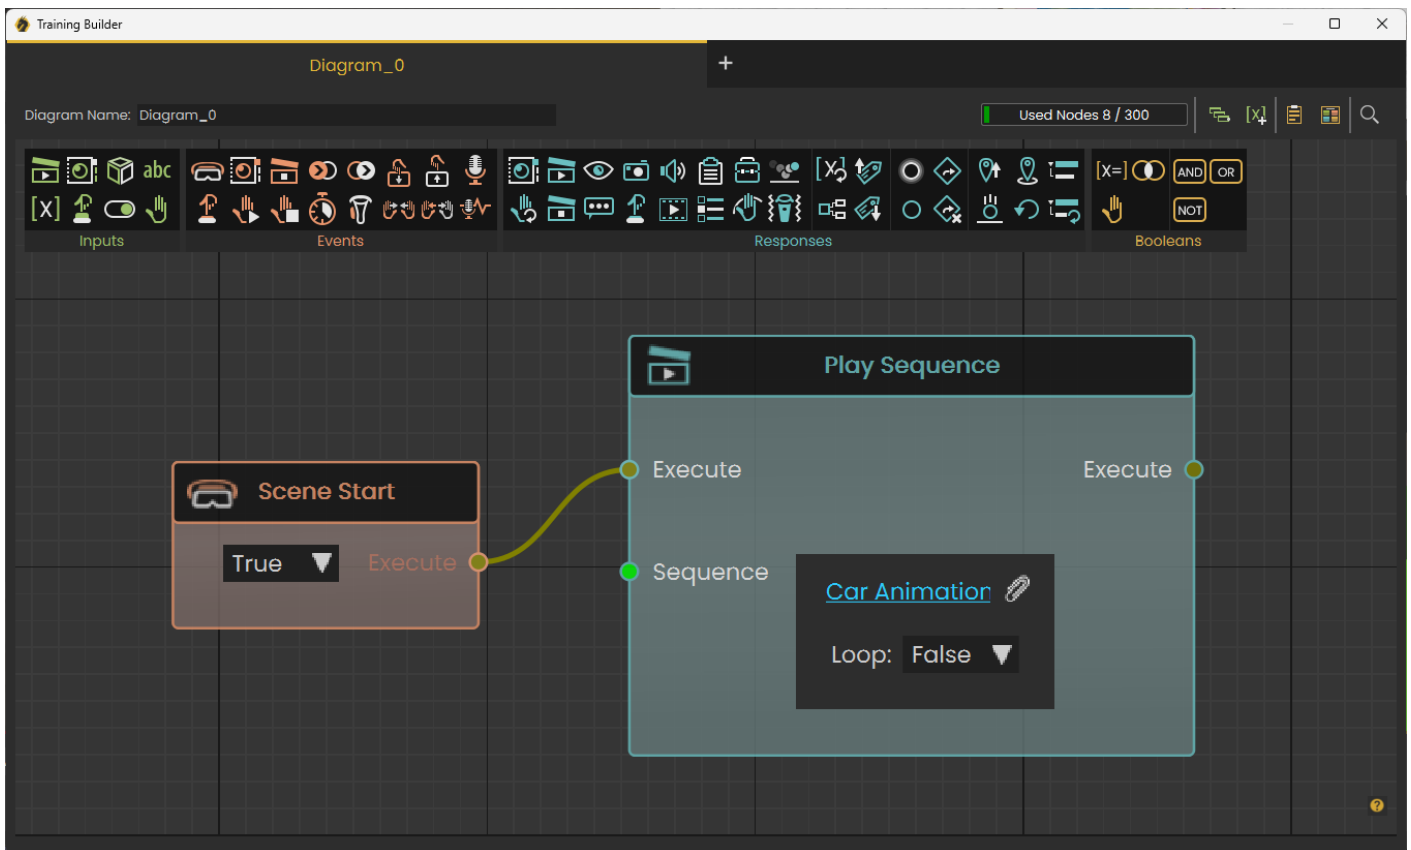 Training Builder
Diagram_0
+
Diagram Name: Diagram_0
Used Nodes 8 / 300
[x]
abc
[X]
[X]
[X=]
AND
OR
[X]
NOT
Inputs
Events
Responses
Booleans
Play Sequence
Execute
Execute
Scene Start
True
Execute
Sequence
Car Animation
Loop: False
?